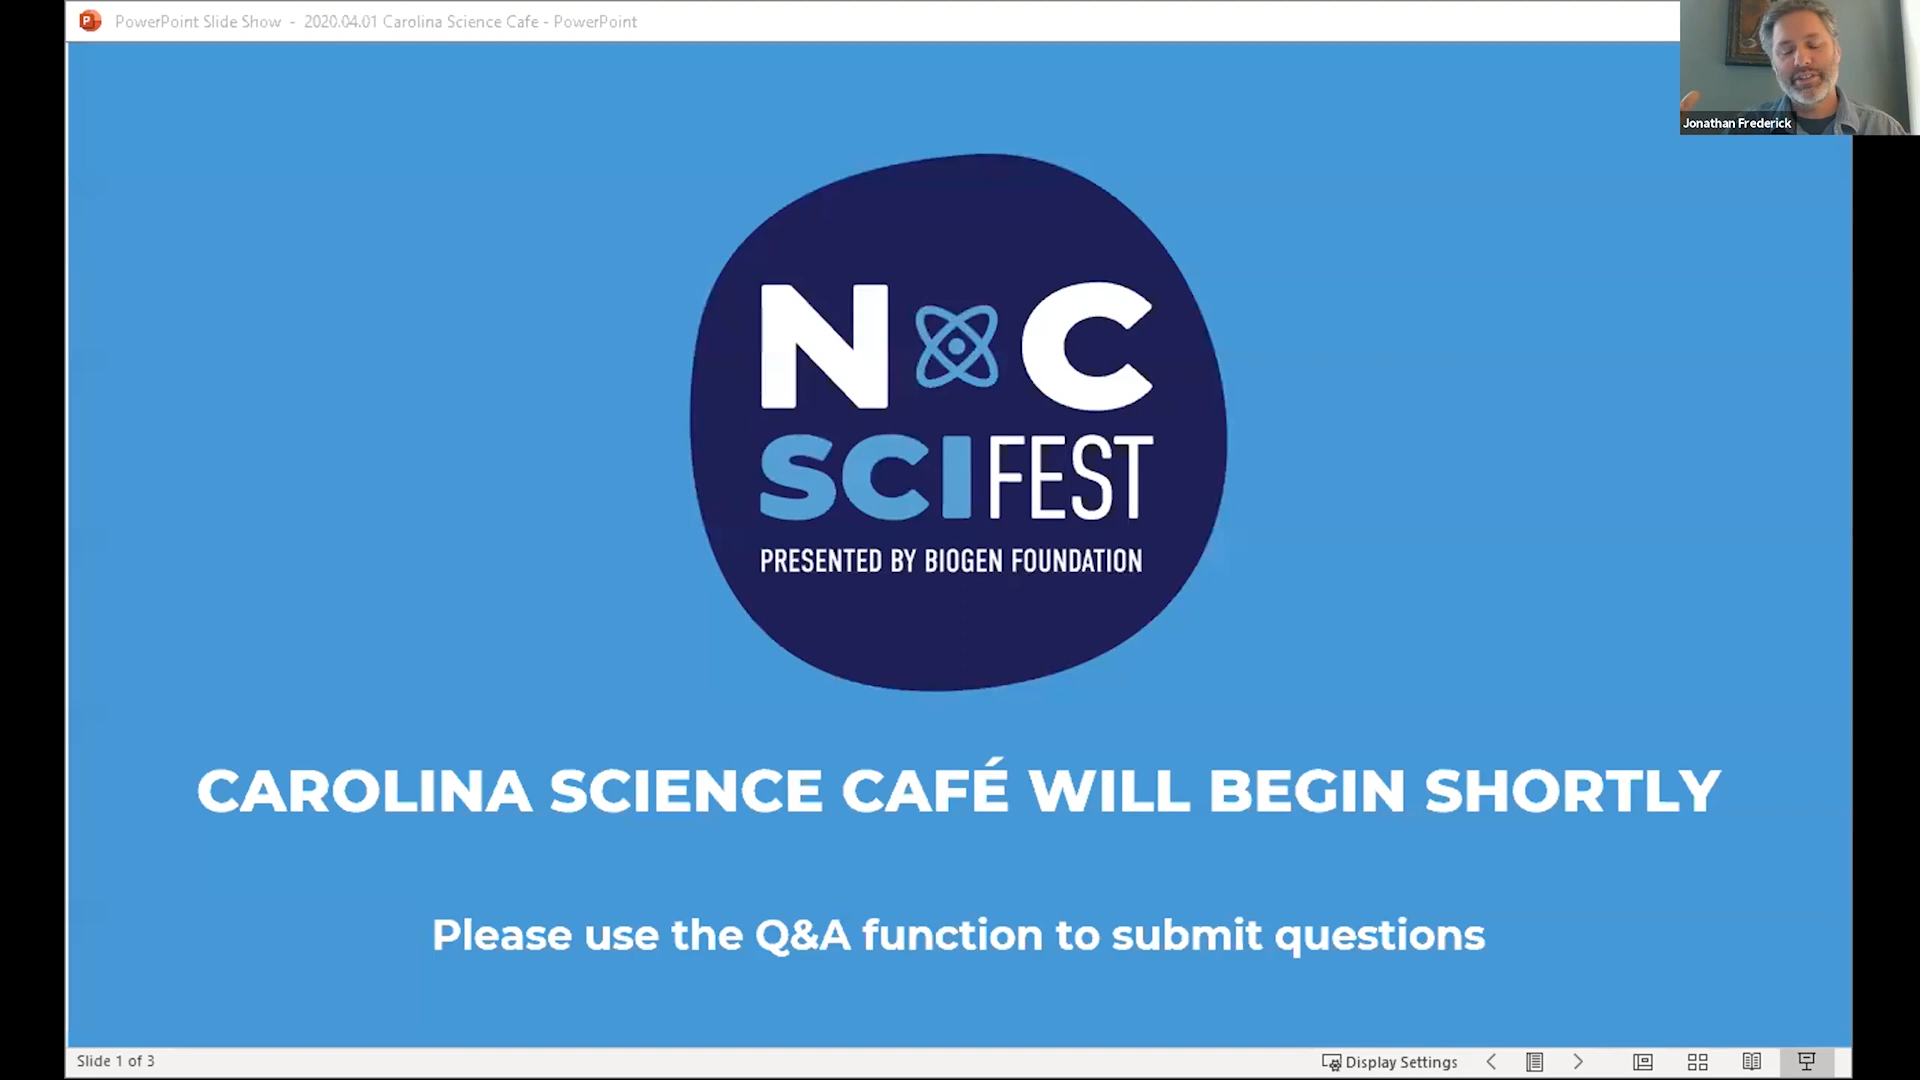 PowerPoint Slide Show - 2020.04.01 Carolina Science Cafe - PowerPoint
Jonathan Frederick
N C
SCIFEST
PRESENTED BY BIOGEN FOUNDATION
CAROLINA SCIENCE CAFÉ WILL BEGIN SHORTLY
Please use the Q&A function to submit questions
Slide 1 of 3
Display Settings